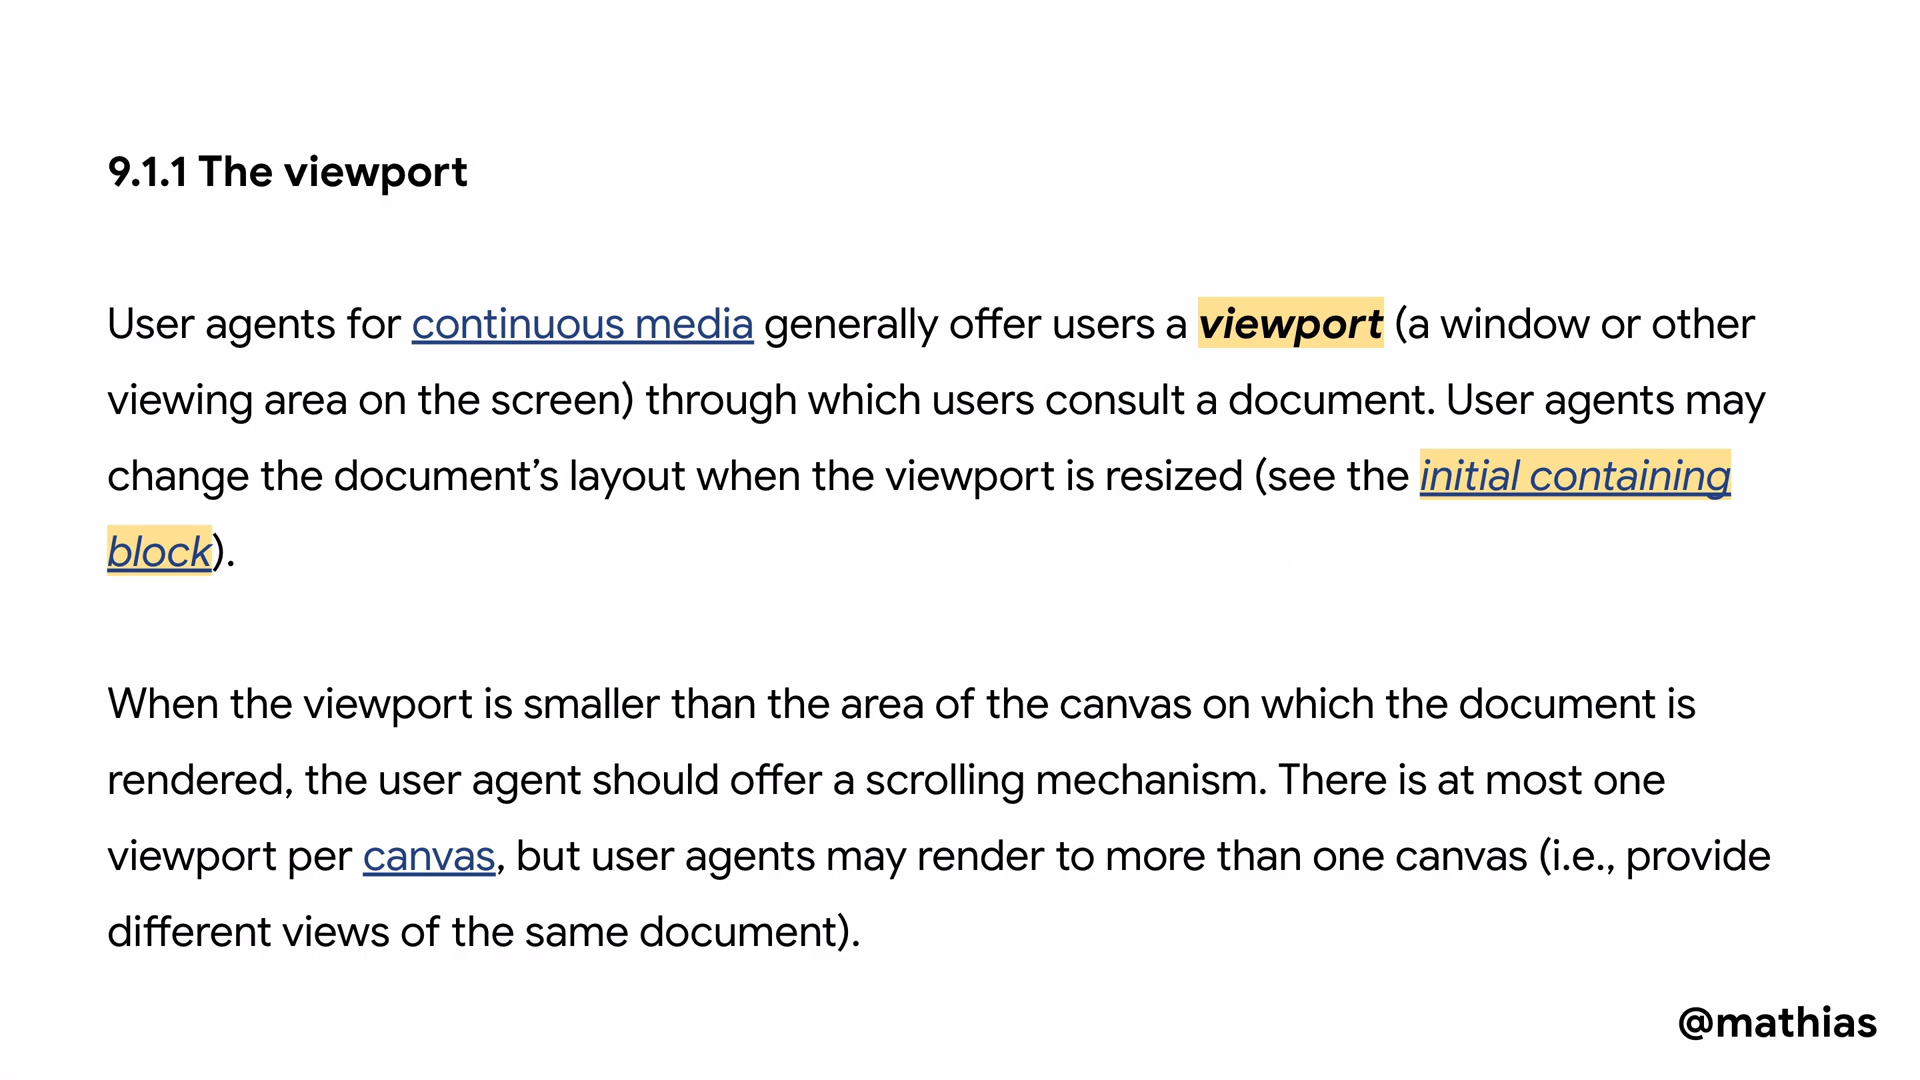 9.1.1 The viewport
User agents for continuous media generally offer users a viewport (a window or other
viewing area on the screen) through which users consult a document. User agents may
change the document’s layout when the viewport is resized (see the initial containing
block).
When the viewport is smaller than the area of the canvas on which the document is
rendered, the user agent should offer a scrolling mechanism. There is at most one
viewport per canvas, but user agents may render to more than one canvas (i.e., provide
different views of the same document).
@mathias